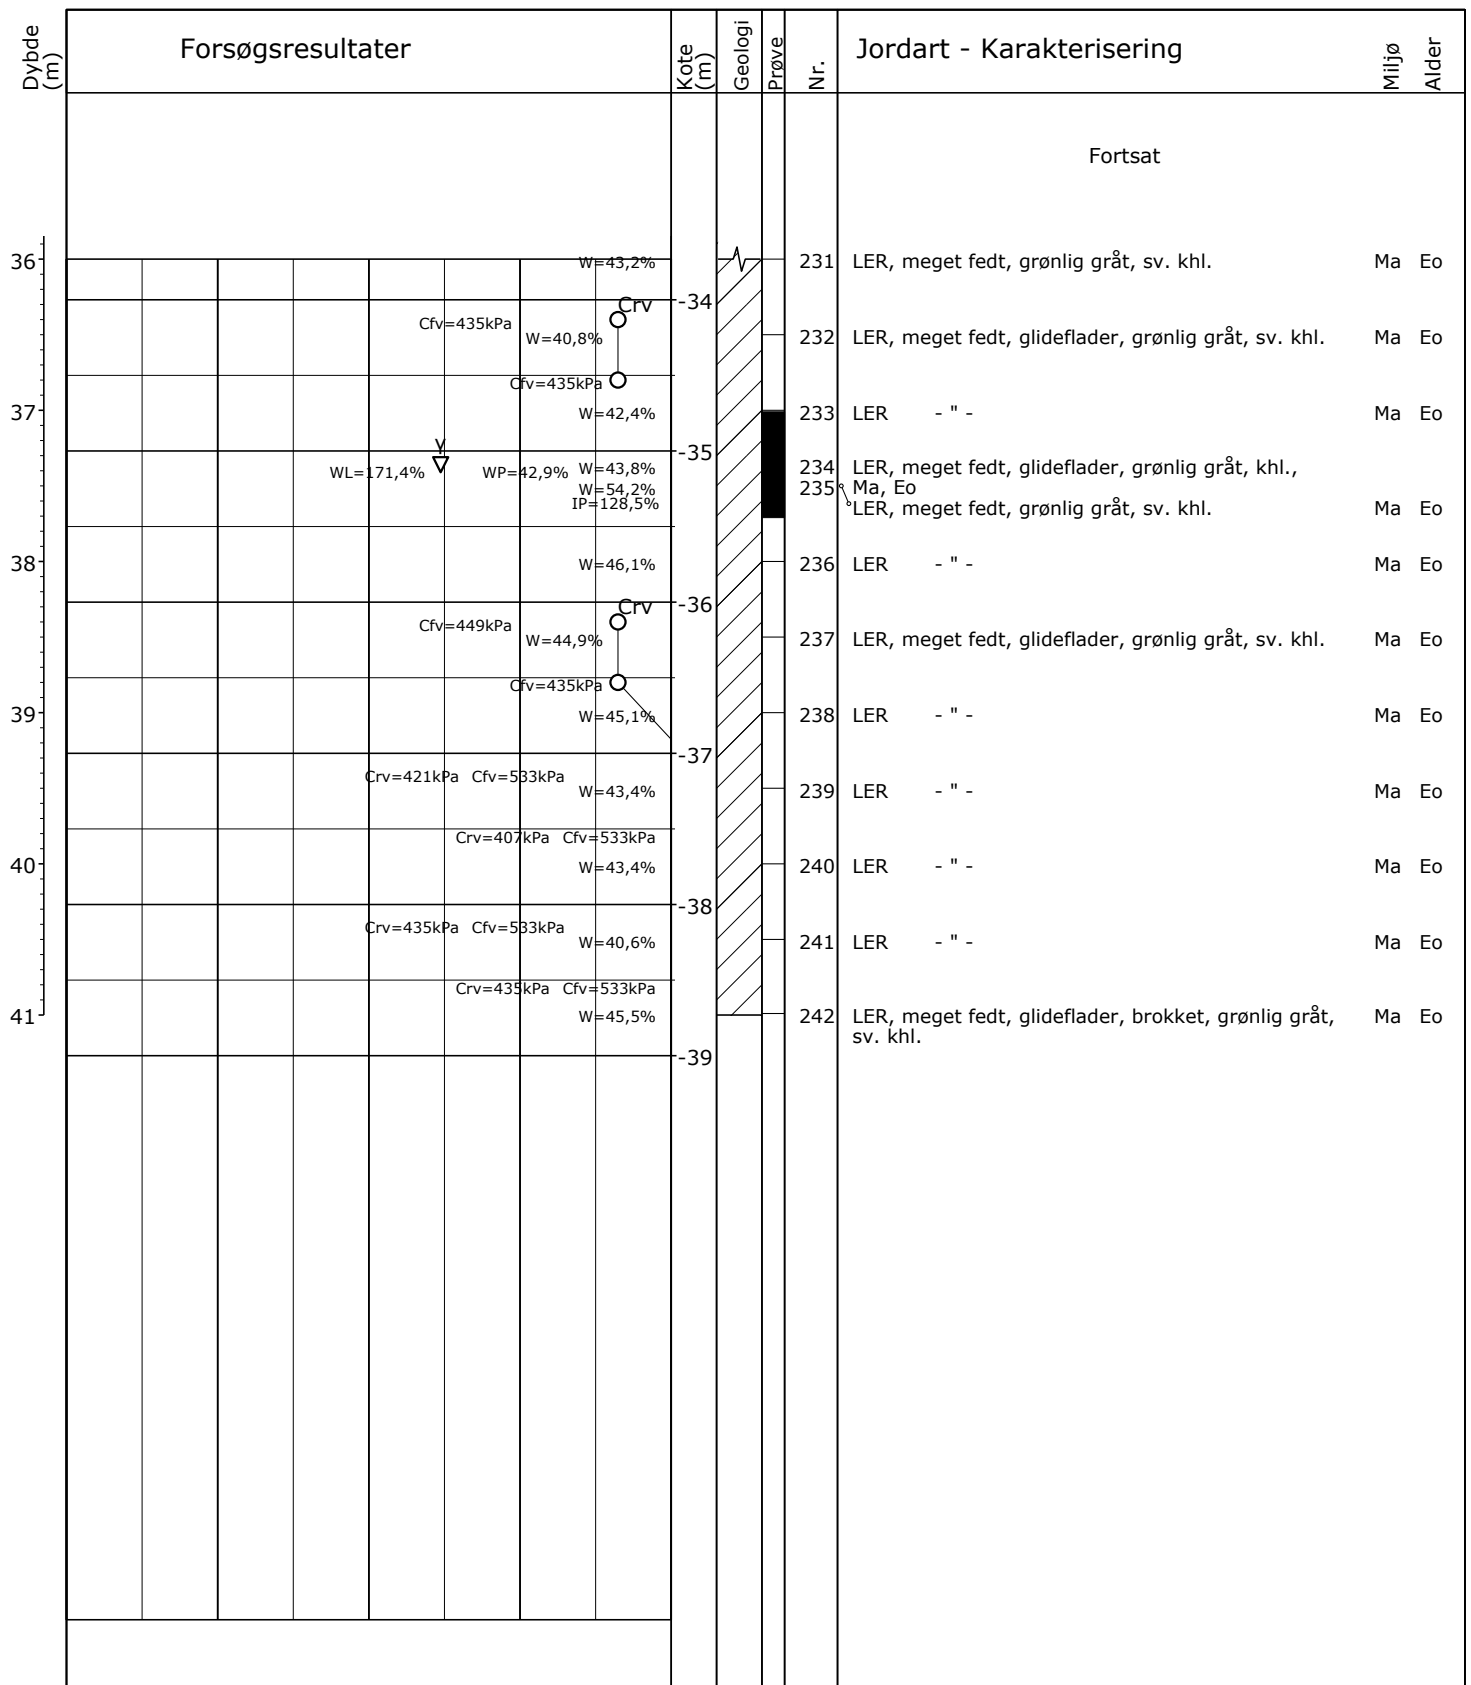 Dybde (m) Forsøgsresultater Kote (m) Geologi Prøve Nr. Jordart - Karakterisering Miljø Alder
Fortsat
36 W=43,2% 231 LER, meget fedt, grønlig gråt, sv. khl. Ma Eo
Crv -34
Cfv=435kPa
W=40,8% 232 LER, meget fedt, glideflader, grønlig gråt, sv. khl. Ma Eo
Cfv=435kPa
37 W=42,4% 233 LER - " - Ma Eo
γ -35
WL=171,4% WP=42,9% W=43,8% 234 LER, meget fedt, glideflader, grønlig gråt, khl.,
W=54,2% 235 Ma, Eo
IP=128,5% LER, meget fedt, grønlig gråt, sv. khl. Ma Eo
38 W=46,1% 236 LER - " - Ma Eo
Crv -36
Cfv=449kPa
W=44,9% 237 LER, meget fedt, glideflader, grønlig gråt, sv. khl. Ma Eo
Cfv=435kPa
39 W=45,1% 238 LER - " - Ma Eo
-37
Crv=421kPa Cfv=533kPa
W=43,4% 239 LER - " - Ma Eo
Crv=407kPa Cfv=533kPa
40 W=43,4% 240 LER - " - Ma Eo
-38
Crv=435kPa Cfv=533kPa
W=40,6% 241 LER - " - Ma Eo
Crv=435kPa Cfv=533kPa
41 W=45,5% 242 LER, meget fedt, glideflader, brokket, grønlig gråt, Ma Eo
sv. khl.
-39